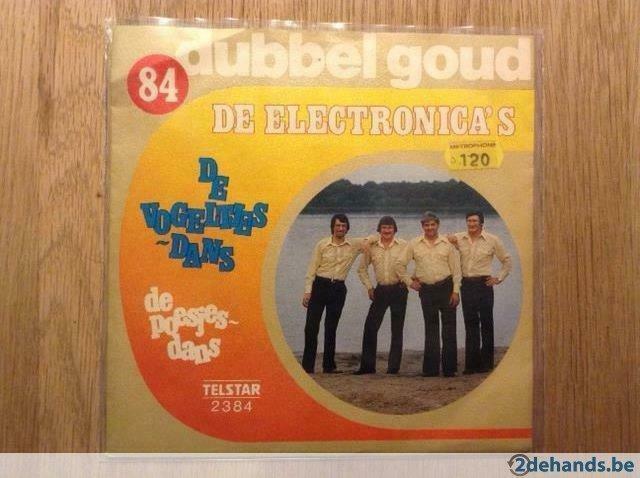 dubbel goud
84
DE ELECTRONICA'S
METROPHONE
120
DE
VOGELTJES
~DANS
de
poesjes~
dans
TELSTAR
2384
2dehands.be